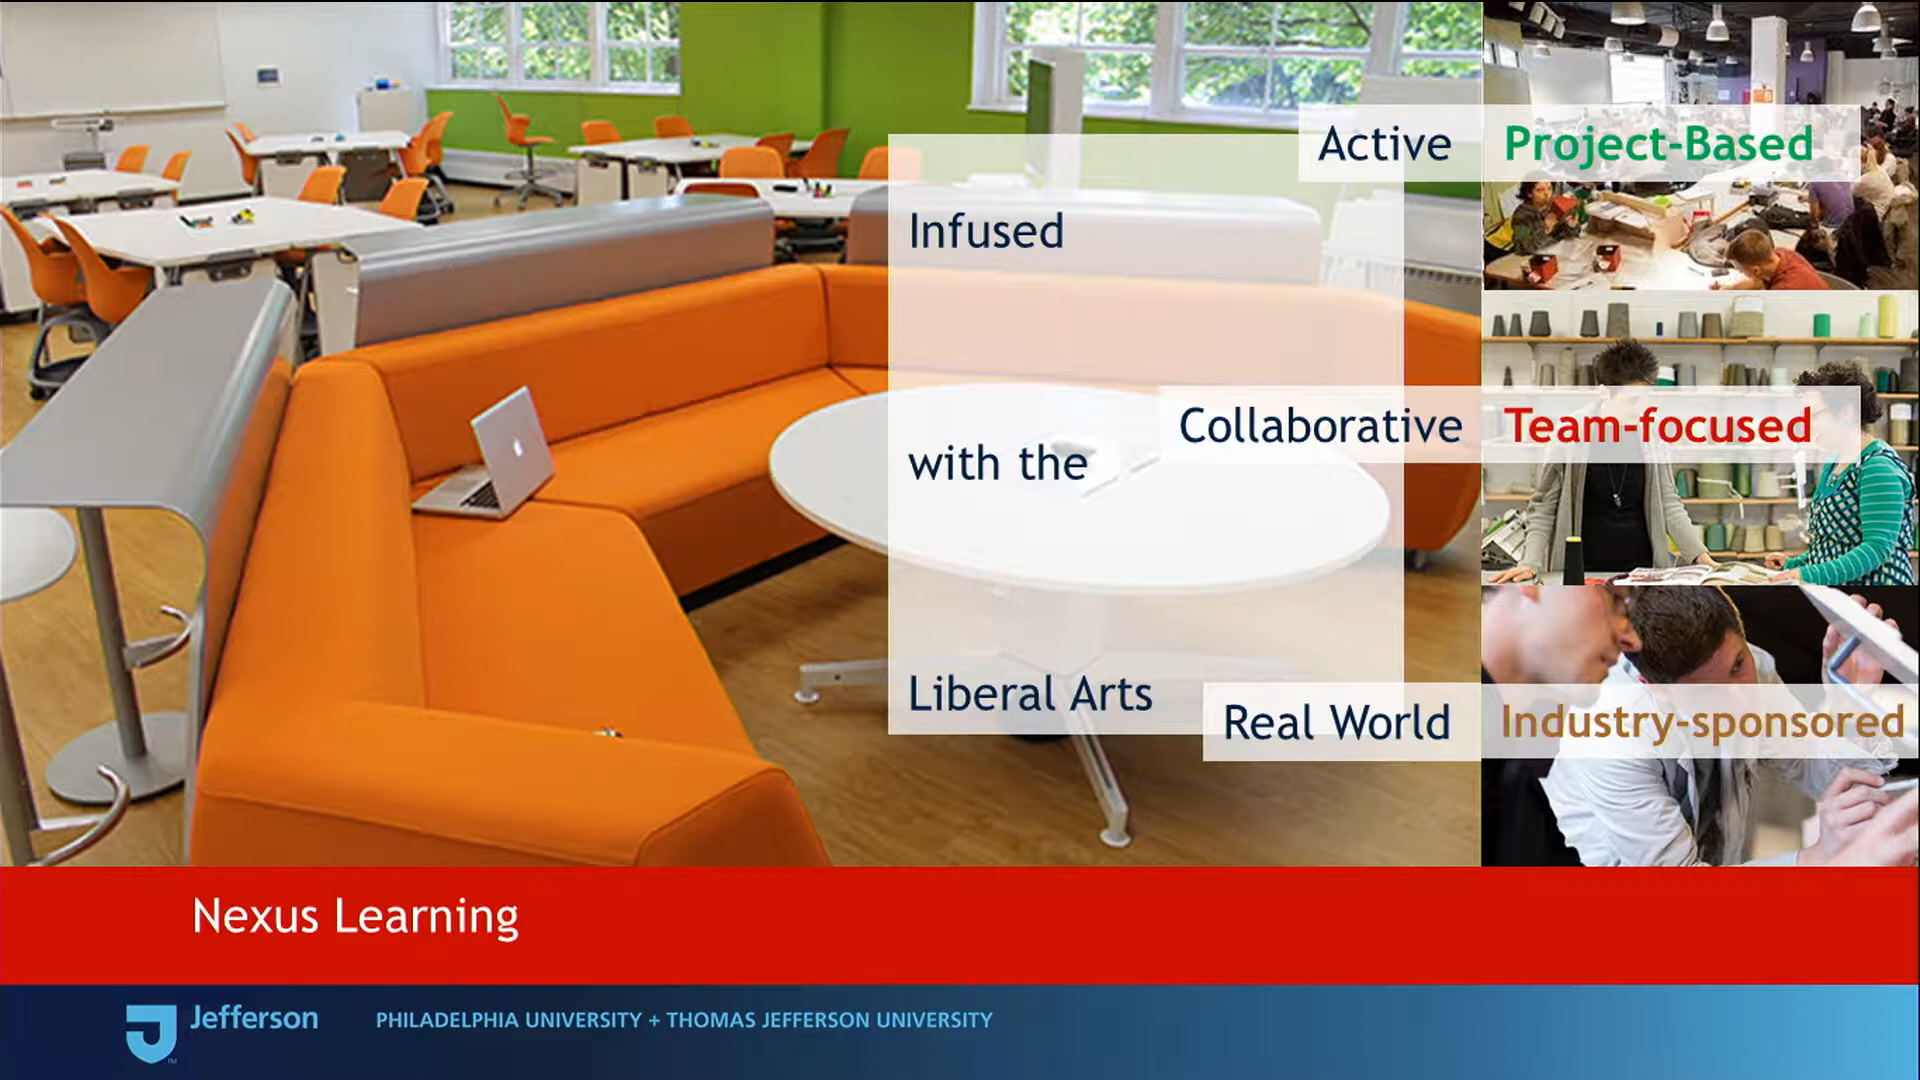 Active Project-Based
Infused
Collaborative Team-focused
with the
Liberal Arts
Real World Industry-sponsored
Nexus Learning
Jefferson
PHILADELPHIA UNIVERSITY + THOMAS JEFFERSON UNIVERSITY
TM